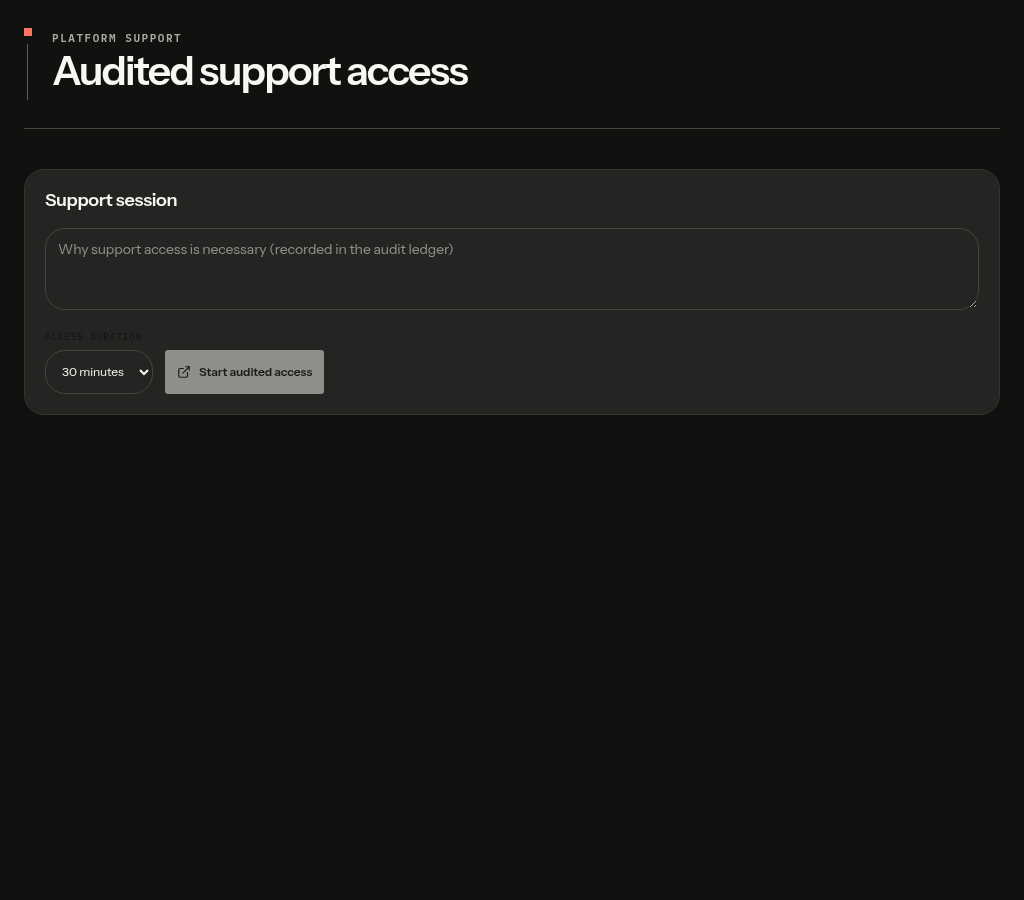 PLATFORM SUPPORT
Audited support access
Support session
Why support access is necessary (recorded in the audit ledger)
ACCESS DURATION
30 minutes
Start audited access